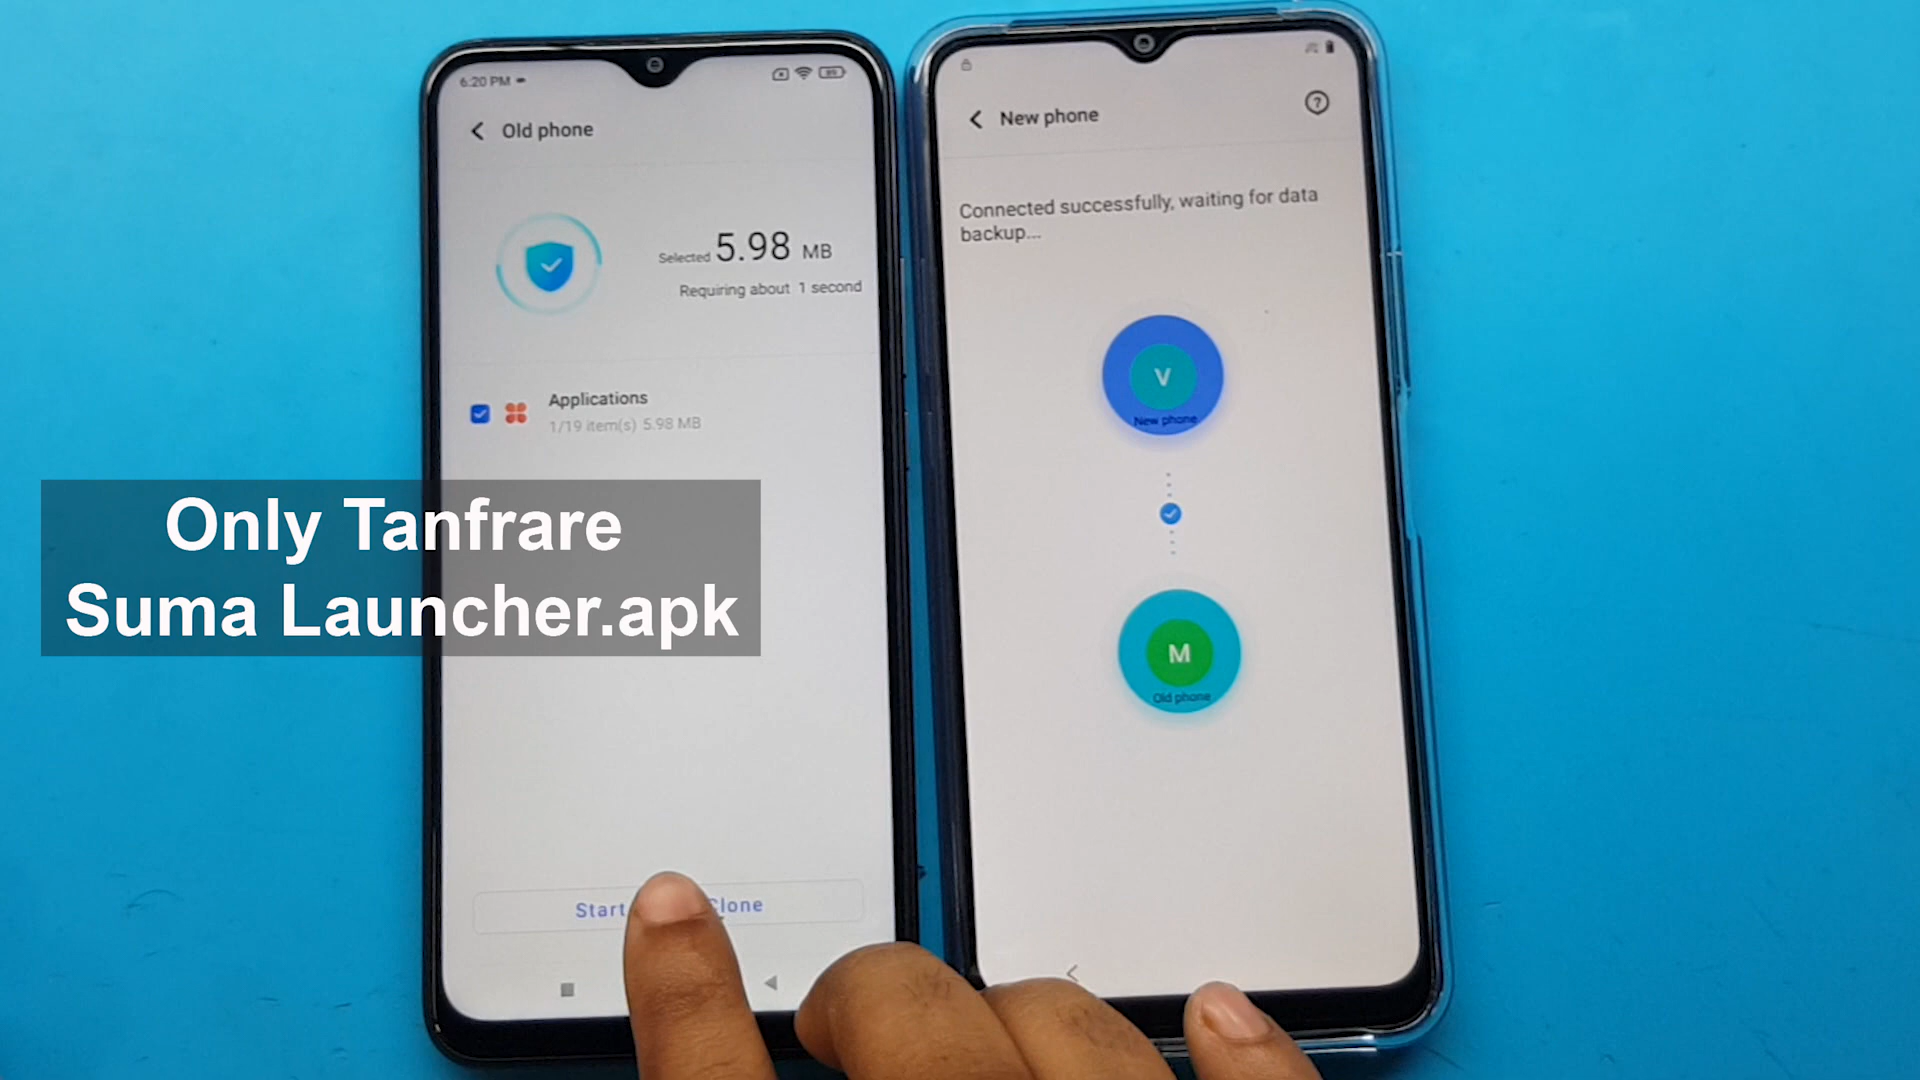 6:20 PM
89
Old phone
Selected 5.98 MB
Requiring about 1 second
Applications
1/19 item(s) 5.98 MB
Only Tanfrare
Suma Launcher.apk
Start Clone
New phone
?
Connected successfully, waiting for data
backup...
V
New phone
M
Old phone